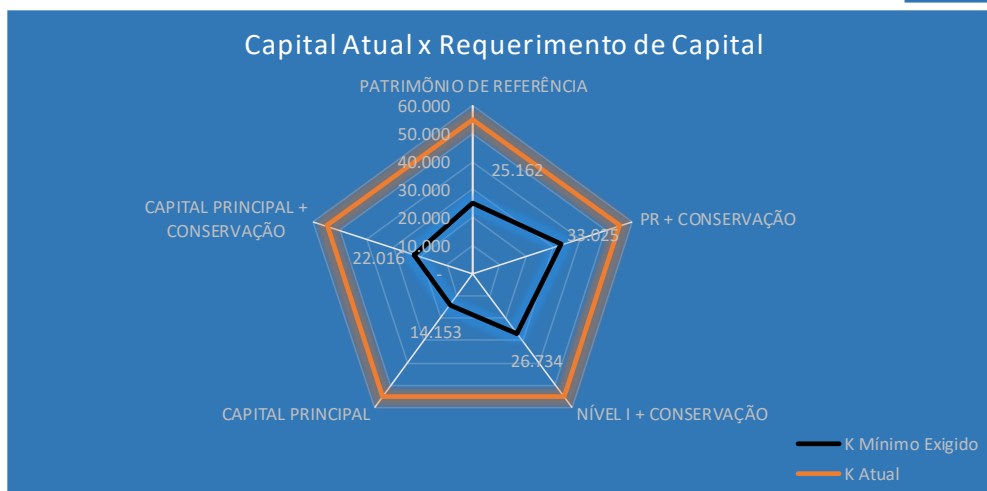 Capital Atual x Requerimento de Capital
PATRIMÕNIO DE REFERÊNCIA
60.000
50.000
40.000
30.000
20.000
10.000
-
25.162
PR + CONSERVAÇÃO
33.025
NÍVEL I + CONSERVAÇÃO
26.734
CAPITAL PRINCIPAL
14.153
CAPITAL PRINCIPAL +
CONSERVAÇÃO
22.016
K Mínimo Exigido
K Atual